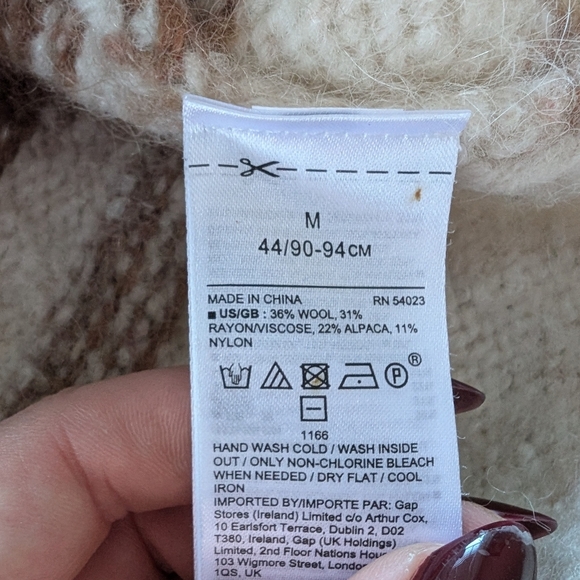 M
44/90-94CM
MADE IN CHINA RN 54023
■ US/GB : 36% WOOL, 31%
RAYON/VISCOSE, 22% ALPACA, 11%
NYLON
P®
1166
HAND WASH COLD / WASH INSIDE
OUT / ONLY NON-CHLORINE BLEACH
WHEN NEEDED / DRY FLAT / COOL
IRON
IMPORTED BY/IMPORTE PAR: Gap
Stores (Ireland) Limited c/o Arthur Cox,
10 Earlsfort Terrace, Dublin 2, D02
T380, Ireland, Gap (UK Holdings)
Limited, 2nd Floor Nations
103 Wigmore Street,
1QS, UK